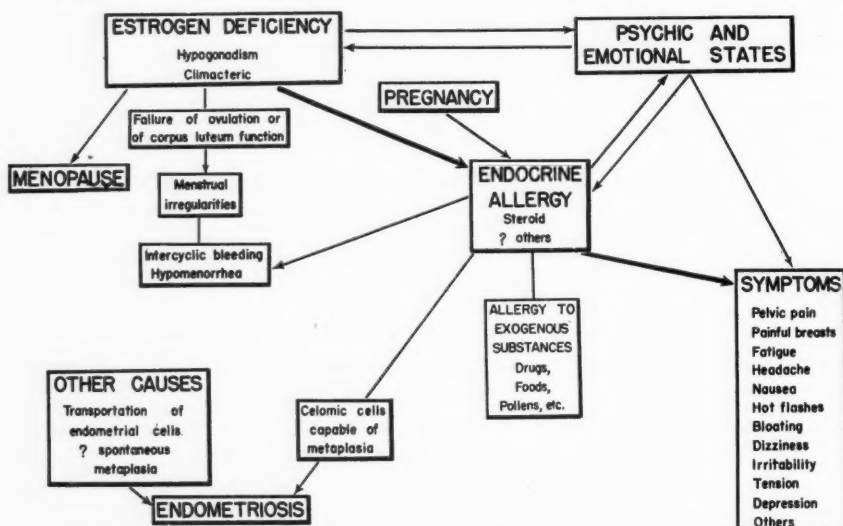 ESTROGEN DEFICIENCY
Hypogonadism
Climacteric
PSYCHIC AND
EMOTIONAL STATES
PREGNANCY
Failure of ovulation or
of corpus luteum function
MENOPAUSE
Menstrual
irregularities
ENDOCRINE
ALLERGY
Steroid
? others
Intercyclic bleeding
Hypomenorrhea
ALLERGY TO
EXOGENOUS
SUBSTANCES
Drugs,
Foods,
Pollens, etc.
SYMPTOMS
Pelvic pain
Painful breasts
Fatigue
Headache
Nausea
Hot flashes
Bloating
Dizziness
Irritability
Tension
Depression
Others
OTHER CAUSES
Transportation of
endometrial cells.
? spontaneous
metaplasia
Celomic cells
capable of
metaplasia
ENDOMETRIOSIS